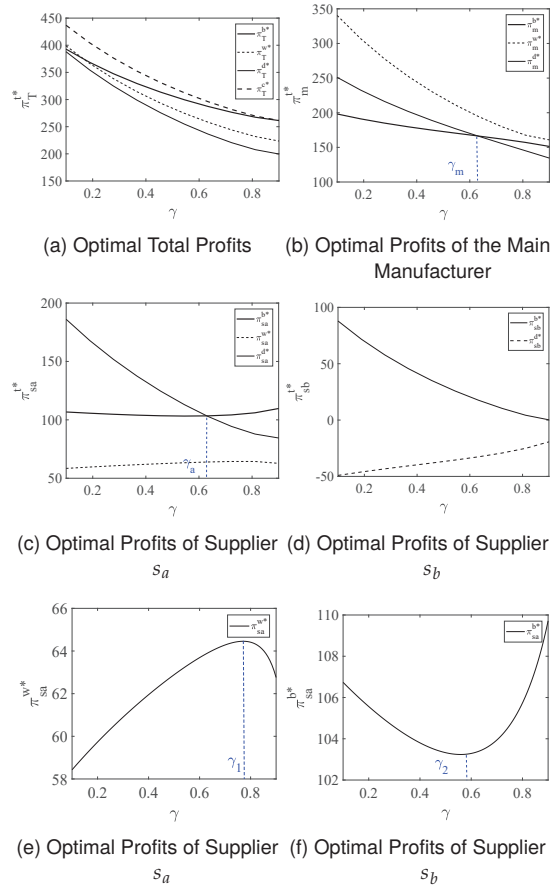 450
400
350
300
250
200
150
100
π_T^{t*}
π_T^{b*}
π_T^{w*}
π_T^{d*}
π_T^{c*}
0.2 0.4 0.6 0.8
γ
(a) Optimal Total Profits
350
300
250
200
150
100
π_m^{t*}
π_m^{b*}
π_m^{w*}
π_m^{d*}
γ_m
0.2 0.4 0.6 0.8
γ
(b) Optimal Profits of the Main
Manufacturer
200
150
100
50
π_{sa}^{t*}
π_{sa}^{b*}
π_{sa}^{w*}
π_{sa}^{d*}
γ_a
0.2 0.4 0.6 0.8
γ
(c) Optimal Profits of Supplier
s_a
100
50
0
-50
π_{sb}^{t*}
π_{sb}^{b*}
π_{sb}^{d*}
0.2 0.4 0.6 0.8
γ
(d) Optimal Profits of Supplier
s_b
66
64
62
60
58
π_{sa}^{w*}
π_{sa}^{w*}
γ_1
0.2 0.4 0.6 0.8
γ
(e) Optimal Profits of Supplier
s_a
110
108
106
104
102
π_{sa}^{b*}
π_{sa}^{b*}
γ_2
0.2 0.4 0.6 0.8
γ
(f) Optimal Profits of Supplier
s_b